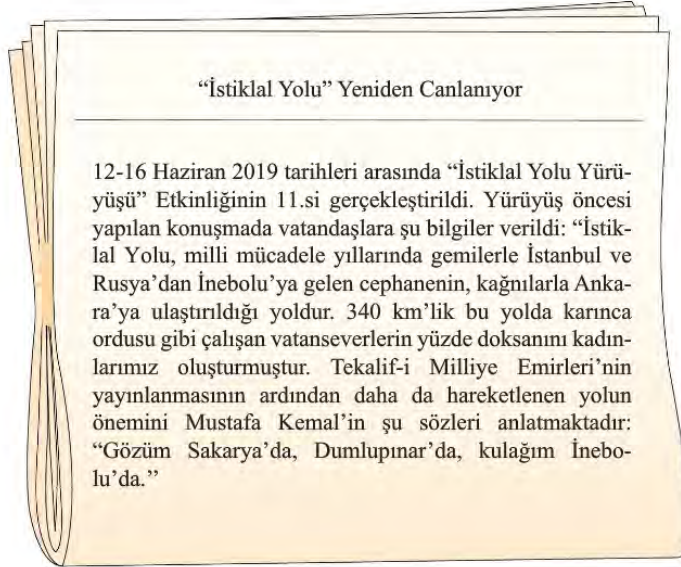 “İstiklal Yolu” Yeniden Canlanıyor
12-16 Haziran 2019 tarihleri arasında “İstiklal Yolu Yürü-
yüşü” Etkinliğinin 11.si gerçekleştirildi. Yürüyüş öncesi
yapılan konuşmada vatandaşlara şu bilgiler verildi: “İstik-
lal Yolu, milli mücadele yıllarında gemilerle İstanbul ve
Rusya’dan İnebolu’ya gelen cephanenin, kağnılarla Anka-
ra’ya ulaştırıldığı yoldur. 340 km’lik bu yolda karınca
ordusu gibi çalışan vatanseverlerin yüzde doksanını kadın-
larımız oluşturmuştur. Tekalif-i Milliye Emirleri’nin
yayınlanmasının ardından daha da hareketlenen yolun
önemini Mustafa Kemal’in şu sözleri anlatmaktadır:
“Gözüm Sakarya’da, Dumlupınar’da, kulağım İnebo-
lu’da.’’